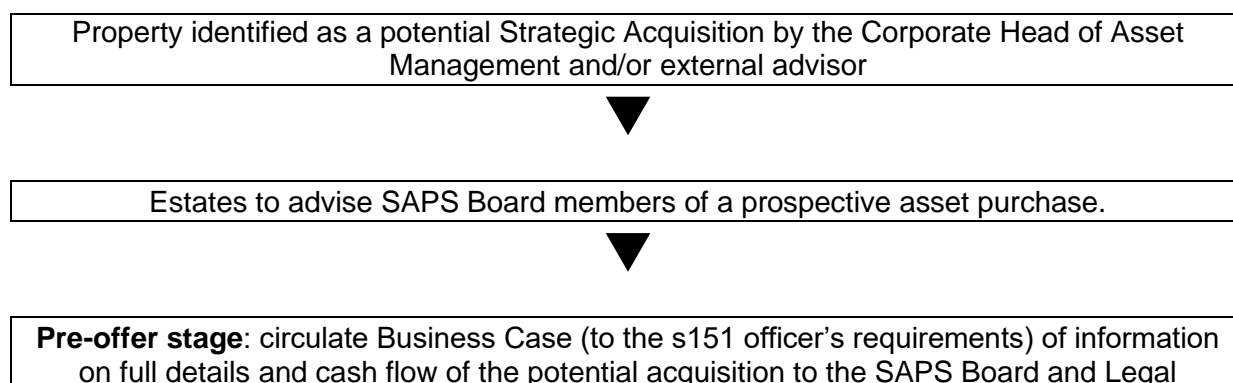 Property identified as a potential Strategic Acquisition by the Corporate Head of Asset
Management and/or external advisor
Estates to advise SAPS Board members of a prospective asset purchase.
Pre-offer stage: circulate Business Case (to the s151 officer’s requirements) of information
on full details and cash flow of the potential acquisition to the SAPS Board and Legal